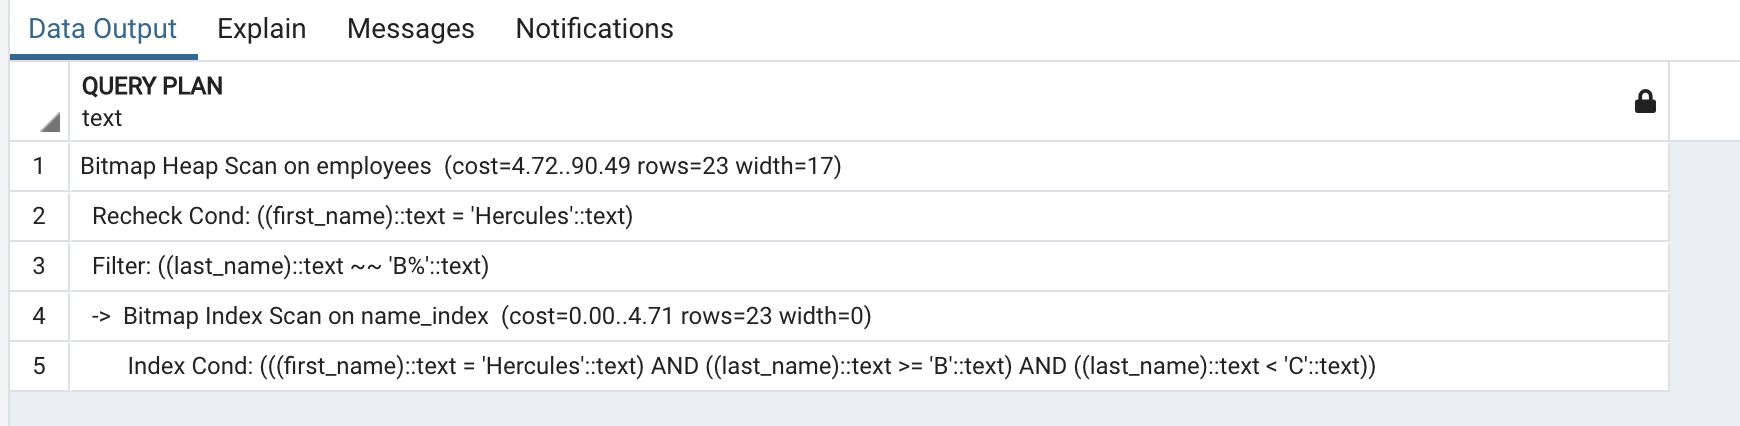 Data Output Explain Messages Notifications
QUERY PLAN
text
1 Bitmap Heap Scan on employees (cost=4.72..90.49 rows=23 width=17)
2 Recheck Cond: ((first_name)::text = 'Hercules'::text)
3 Filter: ((last_name)::text ~~ 'B%'::text)
4 -> Bitmap Index Scan on name_index (cost=0.00..4.71 rows=23 width=0)
5 Index Cond: (((first_name)::text = 'Hercules'::text) AND ((last_name)::text >= 'B'::text) AND ((last_name)::text < 'C'::text))